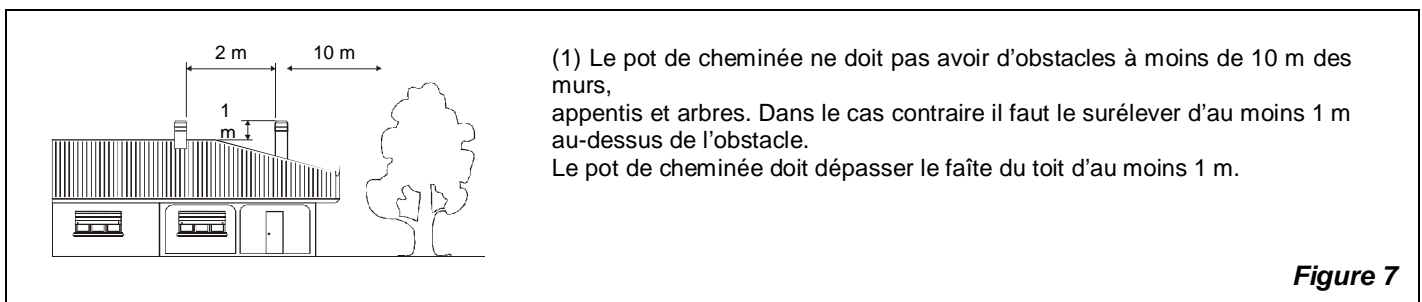 2 m
10 m
1
m
(1) Le pot de cheminée ne doit pas avoir d’obstacles à moins de 10 m des
murs,
appentis et arbres. Dans le cas contraire il faut le surélever d’au moins 1 m
au-dessus de l’obstacle.
Le pot de cheminée doit dépasser le faîte du toit d’au moins 1 m.
Figure 7